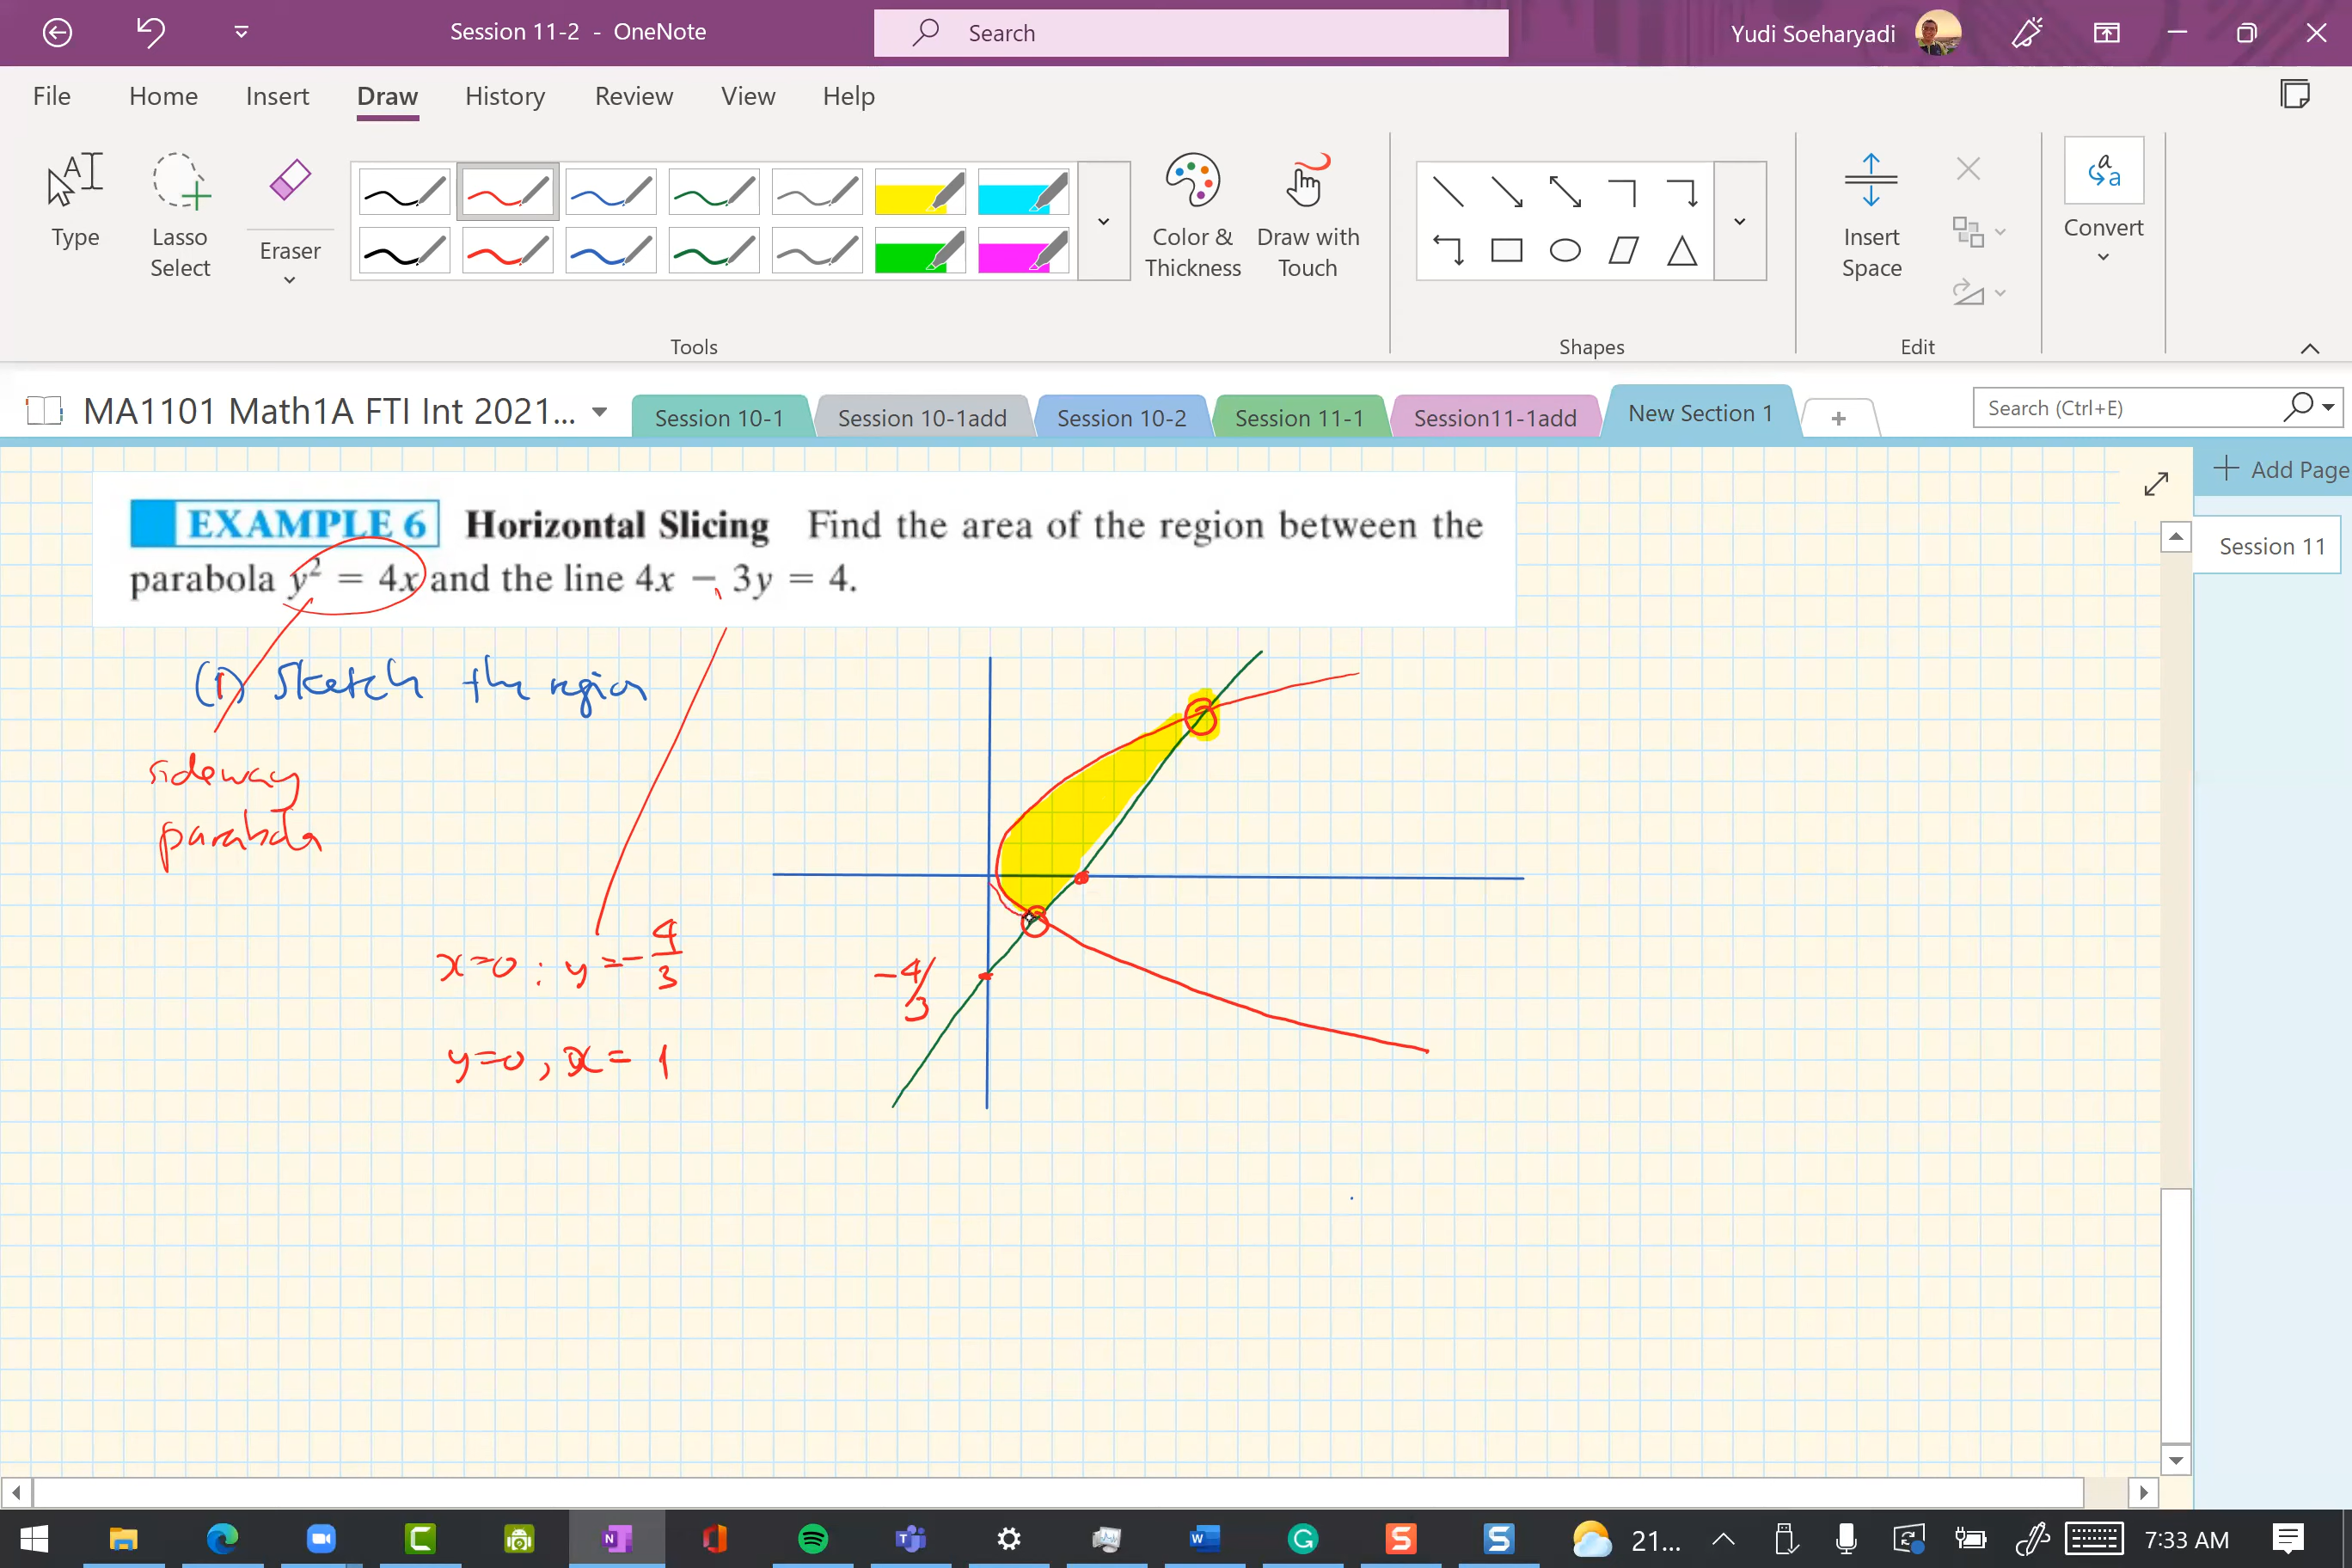 Session 11-2 - OneNote
Search
Yudi Soeharyadi
File Home Insert Draw History Review View Help
Type
Lasso Select
Eraser
Color & Thickness
Draw with Touch
Insert Space
Convert
Tools
Shapes
Edit
MA1101 Math1A FTI Int 2021...
Session 10-1
Session 10-1add
Session 10-2
Session 11-1
Session11-1add
New Section 1
Search (Ctrl+E)
Add Page
Session 11
EXAMPLE 6 Horizontal Slicing Find the area of the region between the
parabola y² = 4x and the line 4x − 3y = 4.
(1) Sketch the region
sideway
parabola
x=0 : y=-4/3
y=0, x=1
-4/3
21...
7:33 AM